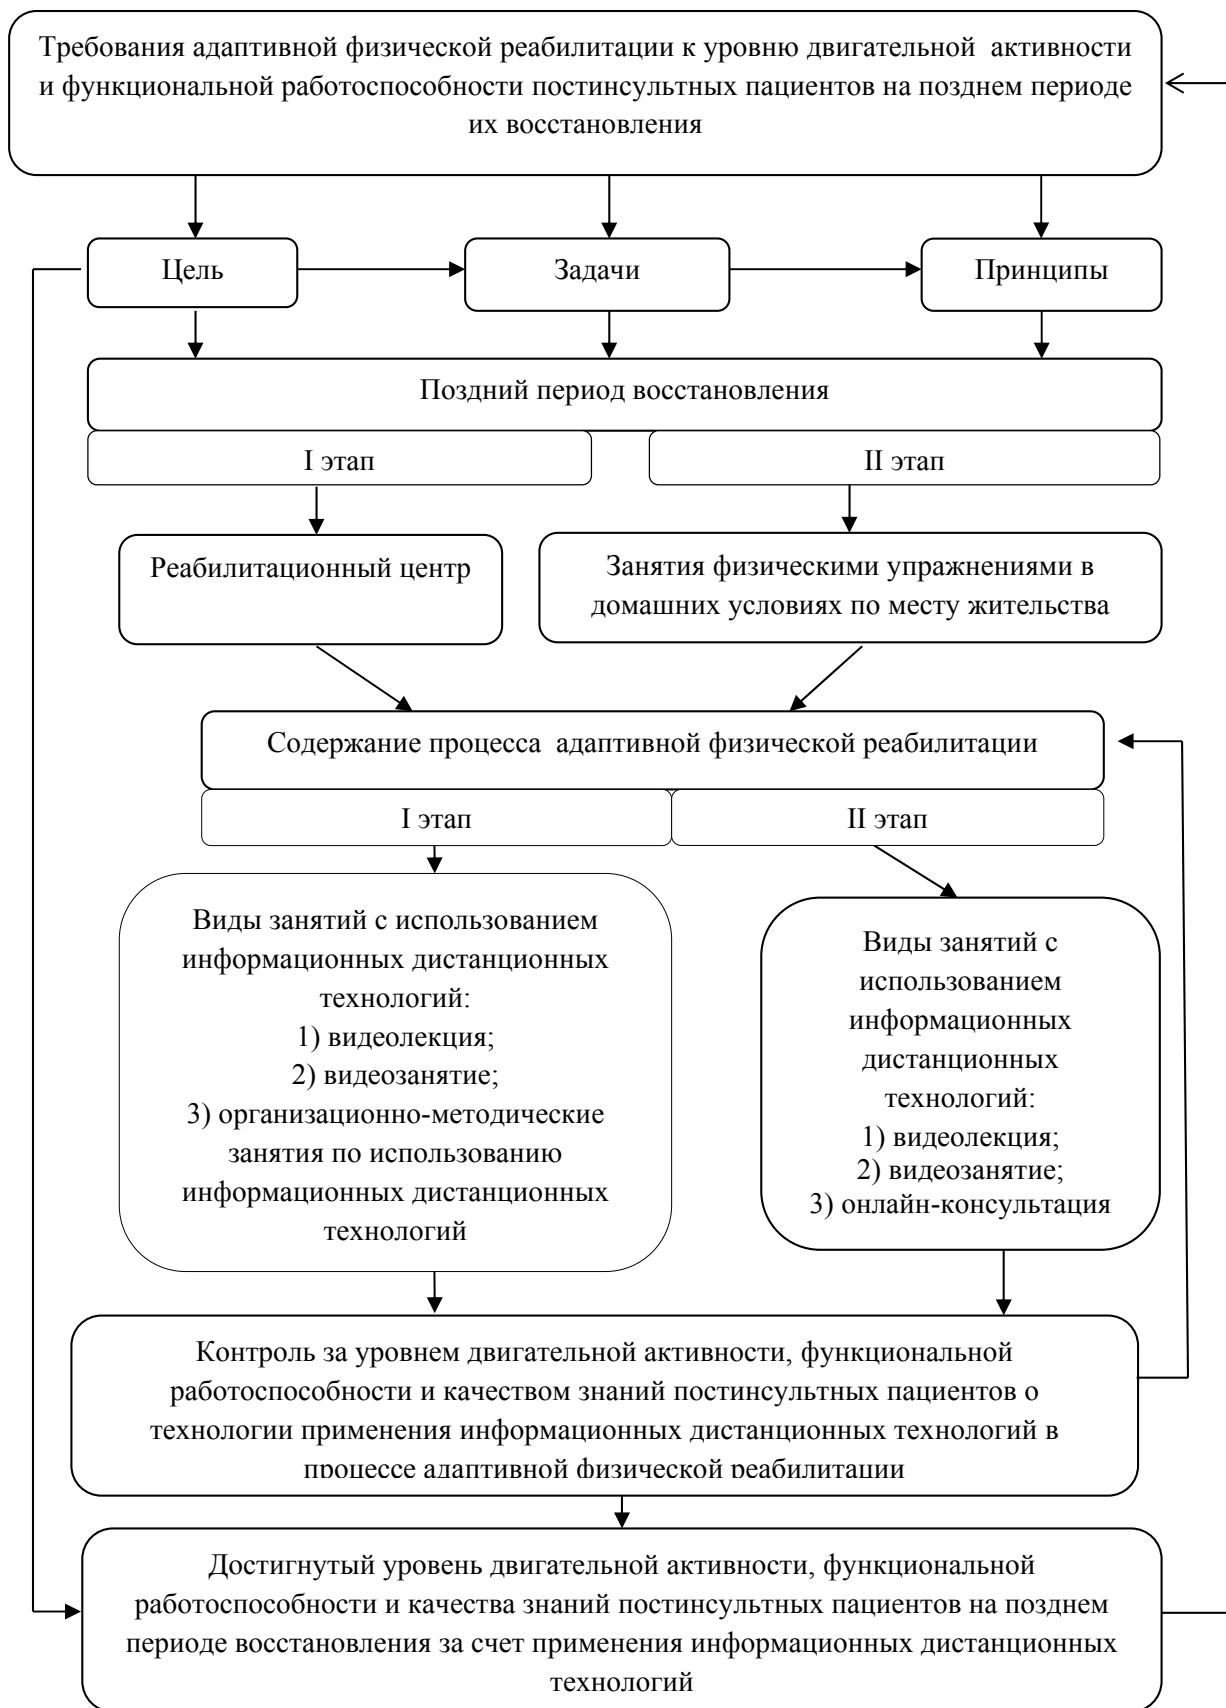 Требования адаптивной физической реабилитации к уровню двигательной активности
и функциональной работоспособности постинсультных пациентов на позднем периоде
их восстановления
Цель
Задачи
Принципы
Поздний период восстановления
I этап
II этап
Реабилитационный центр
Занятия физическими упражнениями в
домашних условиях по месту жительства
Содержание процесса адаптивной физической реабилитации
I этап
II этап
Виды занятий с использованием
информационных дистанционных
технологий:
1) видеолекция;
2) видеозанятие;
3) организационно-методические
занятия по использованию
информационных дистанционных
технологий
Виды занятий с
использованием
информационных
дистанционных
технологий:
1) видеолекция;
2) видеозанятие;
3) онлайн-консультация
Контроль за уровнем двигательной активности, функциональной
работоспособности и качеством знаний постинсультных пациентов о
технологии применения информационных дистанционных технологий в
процессе адаптивной физической реабилитации
Достигнутый уровень двигательной активности, функциональной
работоспособности и качества знаний постинсультных пациентов на позднем
периоде восстановления за счет применения информационных дистанционных
технологий